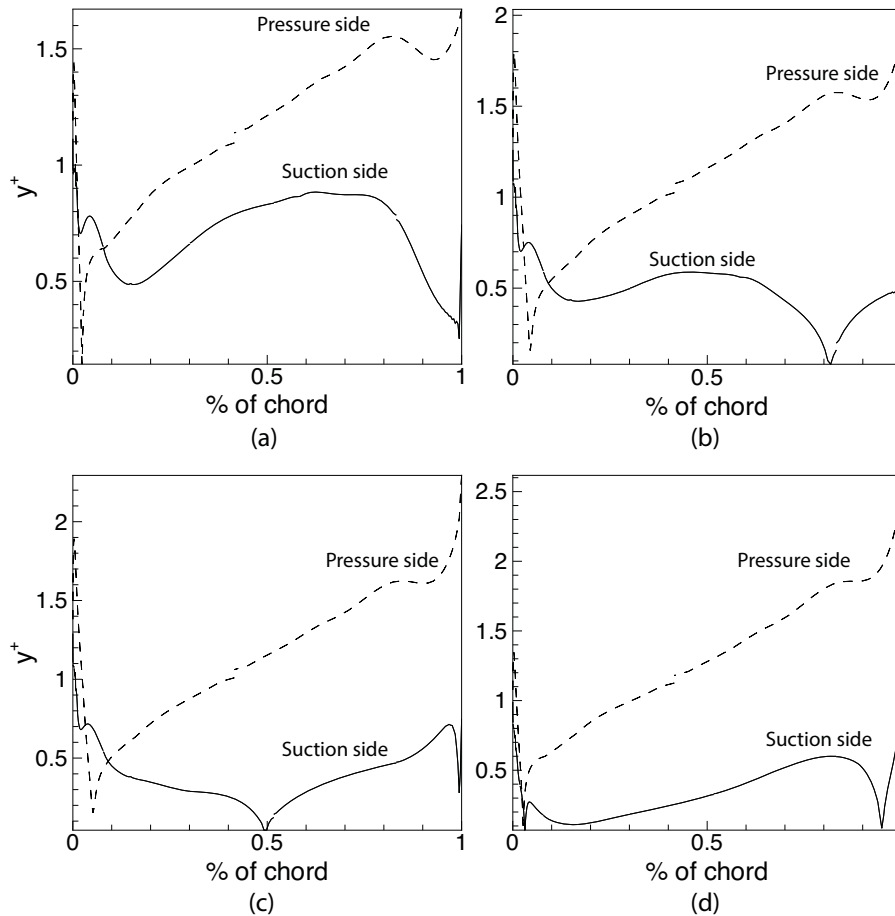 Pressure side
Suction side
y+
1.5
1
0.5
0
0.5
1
% of chord
(a)
Pressure side
Suction side
2
1.5
1
0.5
0
0.5
% of chord
(b)
Pressure side
Suction side
y+
2
1.5
1
0.5
0
0.5
1
% of chord
(c)
Pressure side
Suction side
2.5
2
1.5
1
0.5
0
0.5
% of chord
(d)